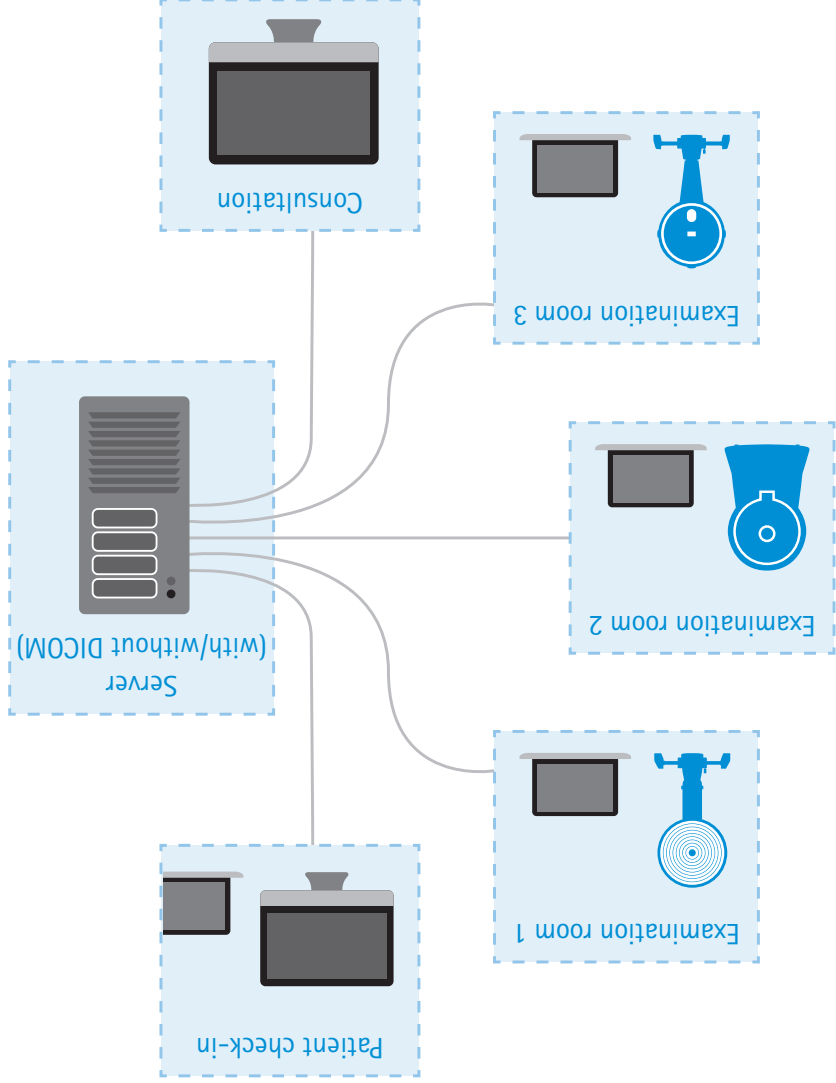 Patient check-in
Examination room 1
Server
(with/without DICOM)
Examination room 2
Examination room 3
Consultation